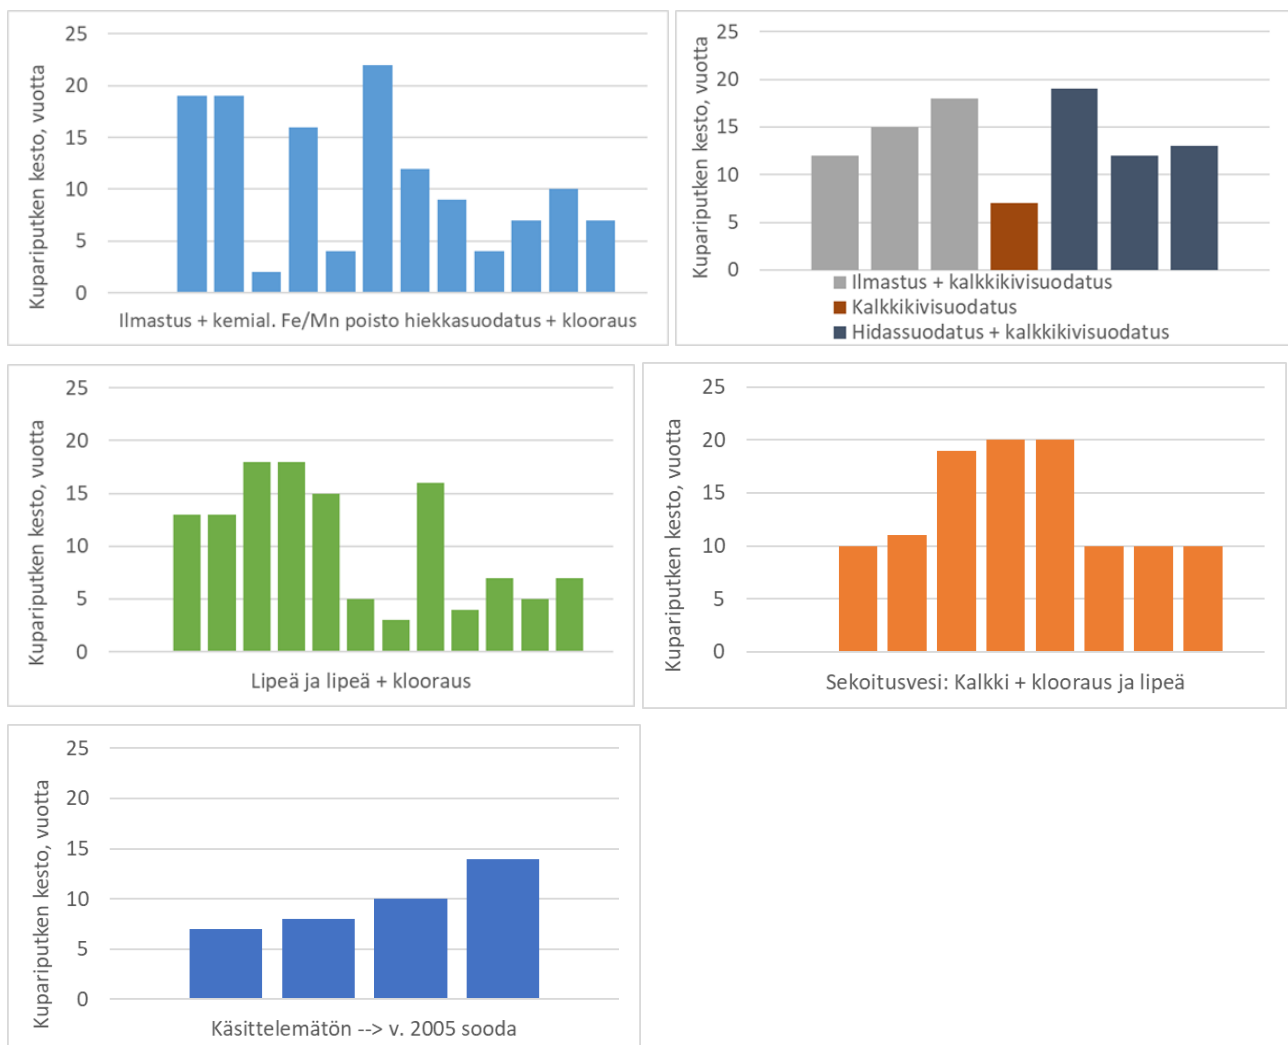 Kupariputken kesto, vuotta
25
20
15
10
5
0
Ilmastus + kemial. Fe/Mn poisto hiekkasuodatus + klooraus
Kupariputken kesto, vuotta
25
20
15
10
5
0
Ilmastus + kalkkikivisuodatus
Kalkkikivisuodatus
Hidassuodatus + kalkkikivisuodatus
Kupariputken kesto, vuotta
25
20
15
10
5
0
Lipeä ja lipeä + klooraus
Kupariputken kesto, vuotta
25
20
15
10
5
0
Sekoitusvesi: Kalkki + klooraus ja lipeä
Kupariputken kesto, vuotta
25
20
15
10
5
0
Käsittelemätön --> v. 2005 sooda